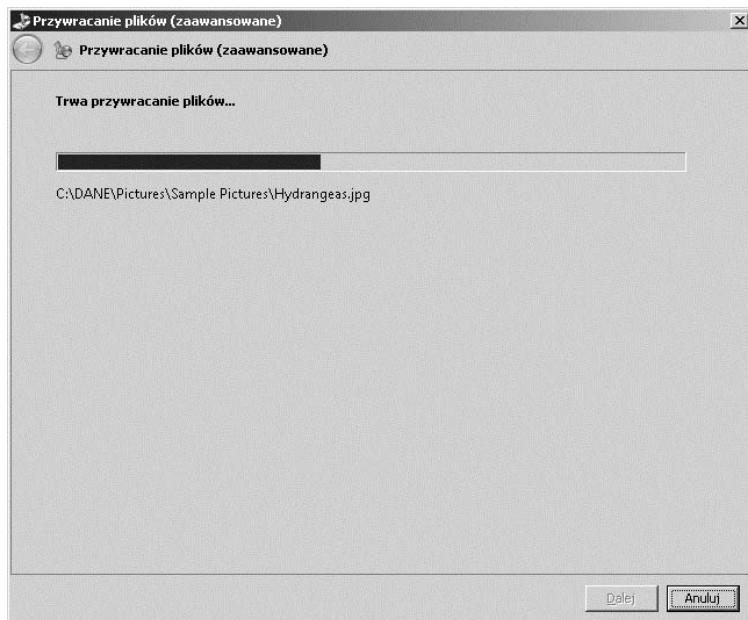 Przywracanie plików (zaawansowane)
Przywracanie plików (zaawansowane)
Trwa przywracanie plików...
C:\DANE\Pictures\Sample Pictures\Hydrangeas.jpg
Dalej
Anuluj